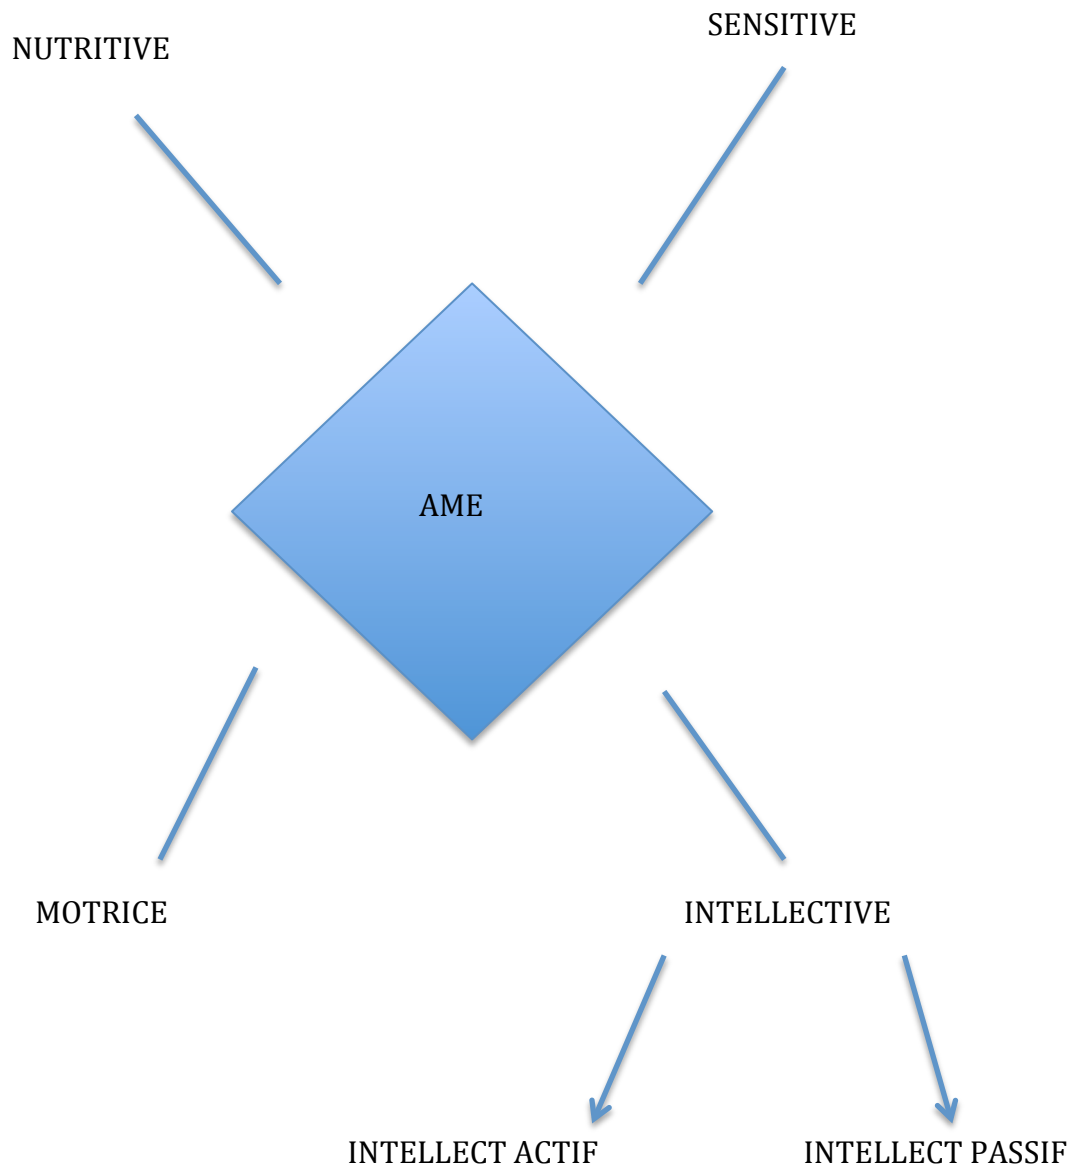 NUTRITIVE
SENSITIVE
AME
MOTRICE
INTELLECTIVE
INTELLECT ACTIF
INTELLECT PASSIF